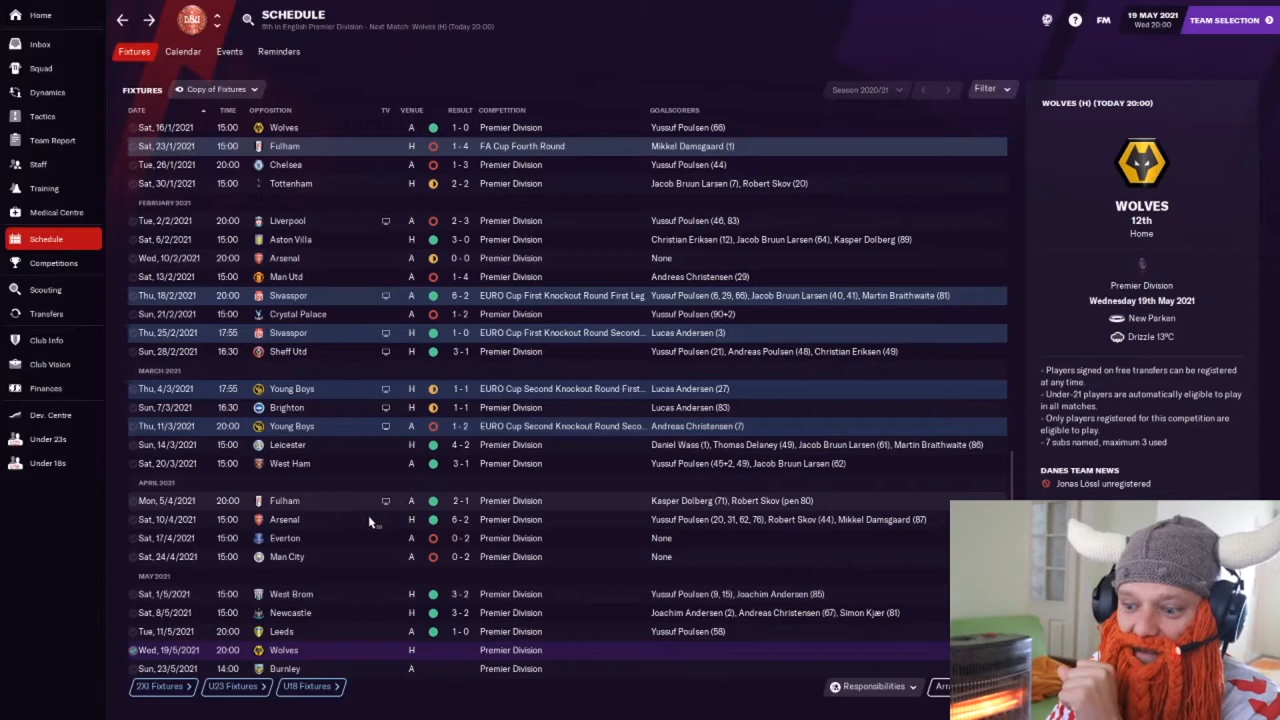 Home
SCHEDULE
6th in English Premier Division - Next Match: Wolves (H) (Today 20:00)
FM
19 MAY 2021
Wed 20:00
TEAM SELECTION
Inbox
Squad
Dynamics
Tactics
Team Report
Staff
Training
Medical Centre
Schedule
Competitions
Scouting
Transfers
Club Info
Club Vision
Finances
Dev. Centre
Under 23s
Under 18s
Fixtures Calendar Events Reminders
FIXTURES Copy of Fixtures Season 2020/21 Filter
DATE TIME OPPOSITION TV VENUE RESULT COMPETITION GOALSCORERS
Sat, 16/1/2021 15:00 Wolves A 1 - 0 Premier Division Yussuf Poulsen (66)
Sat, 23/1/2021 15:00 Fulham H 1 - 4 FA Cup Fourth Round Mikkel Damsgaard (1)
Tue, 26/1/2021 20:00 Chelsea A 1 - 3 Premier Division Yussuf Poulsen (44)
Sat, 30/1/2021 15:00 Tottenham H 2 - 2 Premier Division Jacob Bruun Larsen (7), Robert Skov (20)
FEBRUARY 2021
Tue, 2/2/2021 20:00 Liverpool A 2 - 3 Premier Division Yussuf Poulsen (46, 83)
Sat, 6/2/2021 15:00 Aston Villa H 3 - 0 Premier Division Christian Eriksen (12), Jacob Bruun Larsen (64), Kasper Dolberg (89)
Wed, 10/2/2021 20:00 Arsenal A 0 - 0 Premier Division None
Sat, 13/2/2021 15:00 Man Utd A 1 - 4 Premier Division Andreas Christensen (29)
Thu, 18/2/2021 20:00 Sivasspor A 6 - 2 EURO Cup First Knockout Round First Leg Yussuf Poulsen (6, 29, 66), Jacob Bruun Larsen (40, 41), Martin Braithwaite (81)
Sun, 21/2/2021 15:00 Crystal Palace A 1 - 2 Premier Division Yussuf Poulsen (90+2)
Thu, 25/2/2021 17:55 Sivasspor H 1 - 0 EURO Cup First Knockout Round Second... Lucas Andersen (3)
Sun, 28/2/2021 16:30 Sheff Utd H 3 - 1 Premier Division Yussuf Poulsen (21), Andreas Poulsen (48), Christian Eriksen (49)
MARCH 2021
Thu, 4/3/2021 17:55 Young Boys H 1 - 1 EURO Cup Second Knockout Round First... Lucas Andersen (27)
Sun, 7/3/2021 16:30 Brighton H 1 - 1 Premier Division Lucas Andersen (83)
Thu, 11/3/2021 20:00 Young Boys A 1 - 2 EURO Cup Second Knockout Round Seco... Andreas Christensen (7)
Sun, 14/3/2021 15:00 Leicester H 4 - 2 Premier Division Daniel Wass (1), Thomas Delaney (49), Jacob Bruun Larsen (61), Martin Braithwaite (86)
Sat, 20/3/2021 15:00 West Ham H 3 - 1 Premier Division Yussuf Poulsen (45+2, 49), Jacob Bruun Larsen (62)
APRIL 2021
Mon, 5/4/2021 20:00 Fulham A 2 - 1 Premier Division Kasper Dolberg (71), Robert Skov (pen 80)
Sat, 10/4/2021 15:00 Arsenal H 6 - 2 Premier Division Yussuf Poulsen (20, 31, 62, 76), Robert Skov (44), Mikkel Damsgaard (87)
Sat, 17/4/2021 15:00 Everton A 0 - 2 Premier Division None
Sat, 24/4/2021 15:00 Man City A 0 - 2 Premier Division None
MAY 2021
Sat, 1/5/2021 15:00 West Brom H 3 - 2 Premier Division Yussuf Poulsen (9, 15), Joachim Andersen (85)
Sat, 8/5/2021 15:00 Newcastle H 3 - 2 Premier Division Joachim Andersen (2), Andreas Christensen (67), Simon Kjær (81)
Tue, 11/5/2021 20:00 Leeds A 1 - 0 Premier Division Yussuf Poulsen (58)
Wed, 19/5/2021 20:00 Wolves H Premier Division
Sun, 23/5/2021 14:00 Burnley A Premier Division
2XI Fixtures U23 Fixtures U18 Fixtures Responsibilities Arra
WOLVES (H) (TODAY 20:00)
WOLVES
12th
Home
Premier Division
Wednesday 19th May 2021
New Parken
Drizzle 13°C
- Players signed on free transfers can be registered
at any time.
- Under-21 players are automatically eligible to play
in all matches.
- Only players registered for this competition are
eligible to play.
- 7 subs named, maximum 3 used
DANES TEAM NEWS
Jonas Lössl unregistered